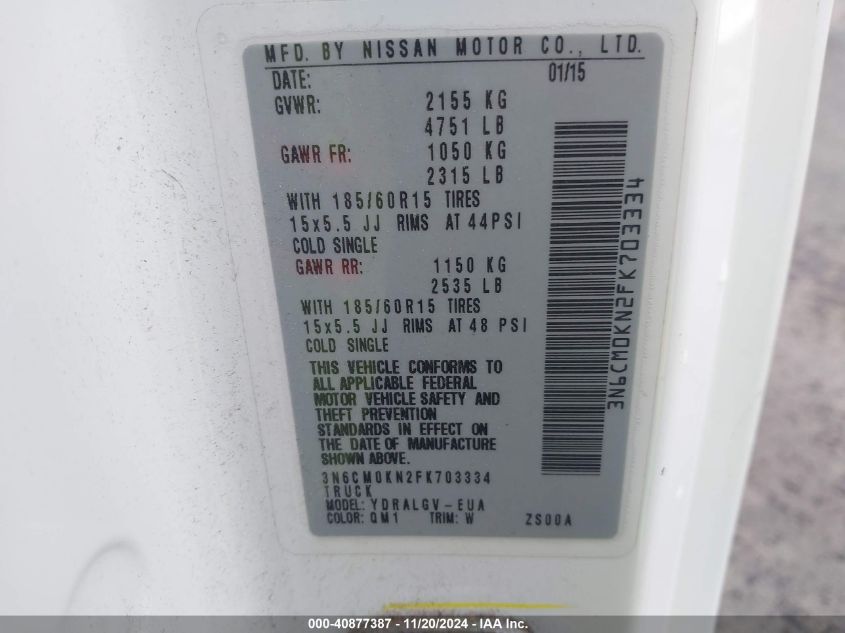 MFD. BY NISSAN MOTOR CO., LTD.
DATE: 01/15
GVWR: 2155 KG
4751 LB
GAWR FR: 1050 KG
2315 LB
WITH 185/60R15 TIRES
15x5.5 JJ RIMS AT 44PSI
COLD SINGLE
GAWR RR: 1150 KG
2535 LB
WITH 185/60R15 TIRES
15x5.5 JJ RIMS AT 48 PSI
COLD SINGLE
THIS VEHICLE CONFORMS TO
ALL APPLICABLE FEDERAL
MOTOR VEHICLE SAFETY AND
THEFT PREVENTION
STANDARDS IN EFFECT ON
THE DATE OF MANUFACTURE
SHOWN ABOVE.
3N6CM0KN2FK703334
TRUCK
MODEL: YDRALGV-EUA
COLOR: QM1 TRIM: W ZS00A
3N6CM0KN2FK703334
000-40877387 - 11/20/2024 - IAA Inc.